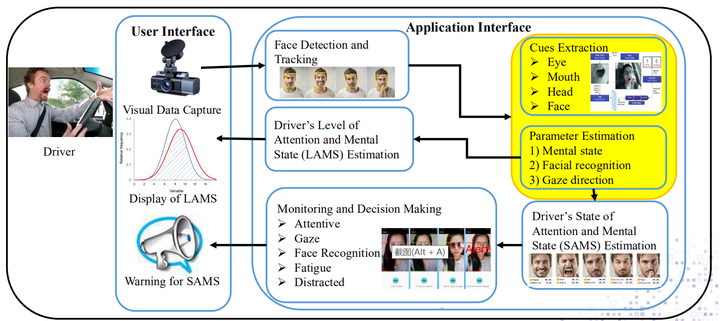 User Interface
Application Interface
Driver
Visual Data Capture
Relative frequency
Variable
Display of LAMS
Warning for SAMS
Face Detection and
Tracking
Driver's Level of
Attention and Mental
State (LAMS) Estimation
Monitoring and Decision Making
➢ Attentive
➢ Gaze
➢ Face Recognition
➢ Fatigue
➢ Distracted
截图(Alt + A)
Alert
Cues Extraction
➢ Eye
➢ Mouth
➢ Head
➢ Face
Parameter Estimation
1) Mental state
2) Facial recognition
3) Gaze direction
Driver's State of
Attention and Mental
State (SAMS) Estimation